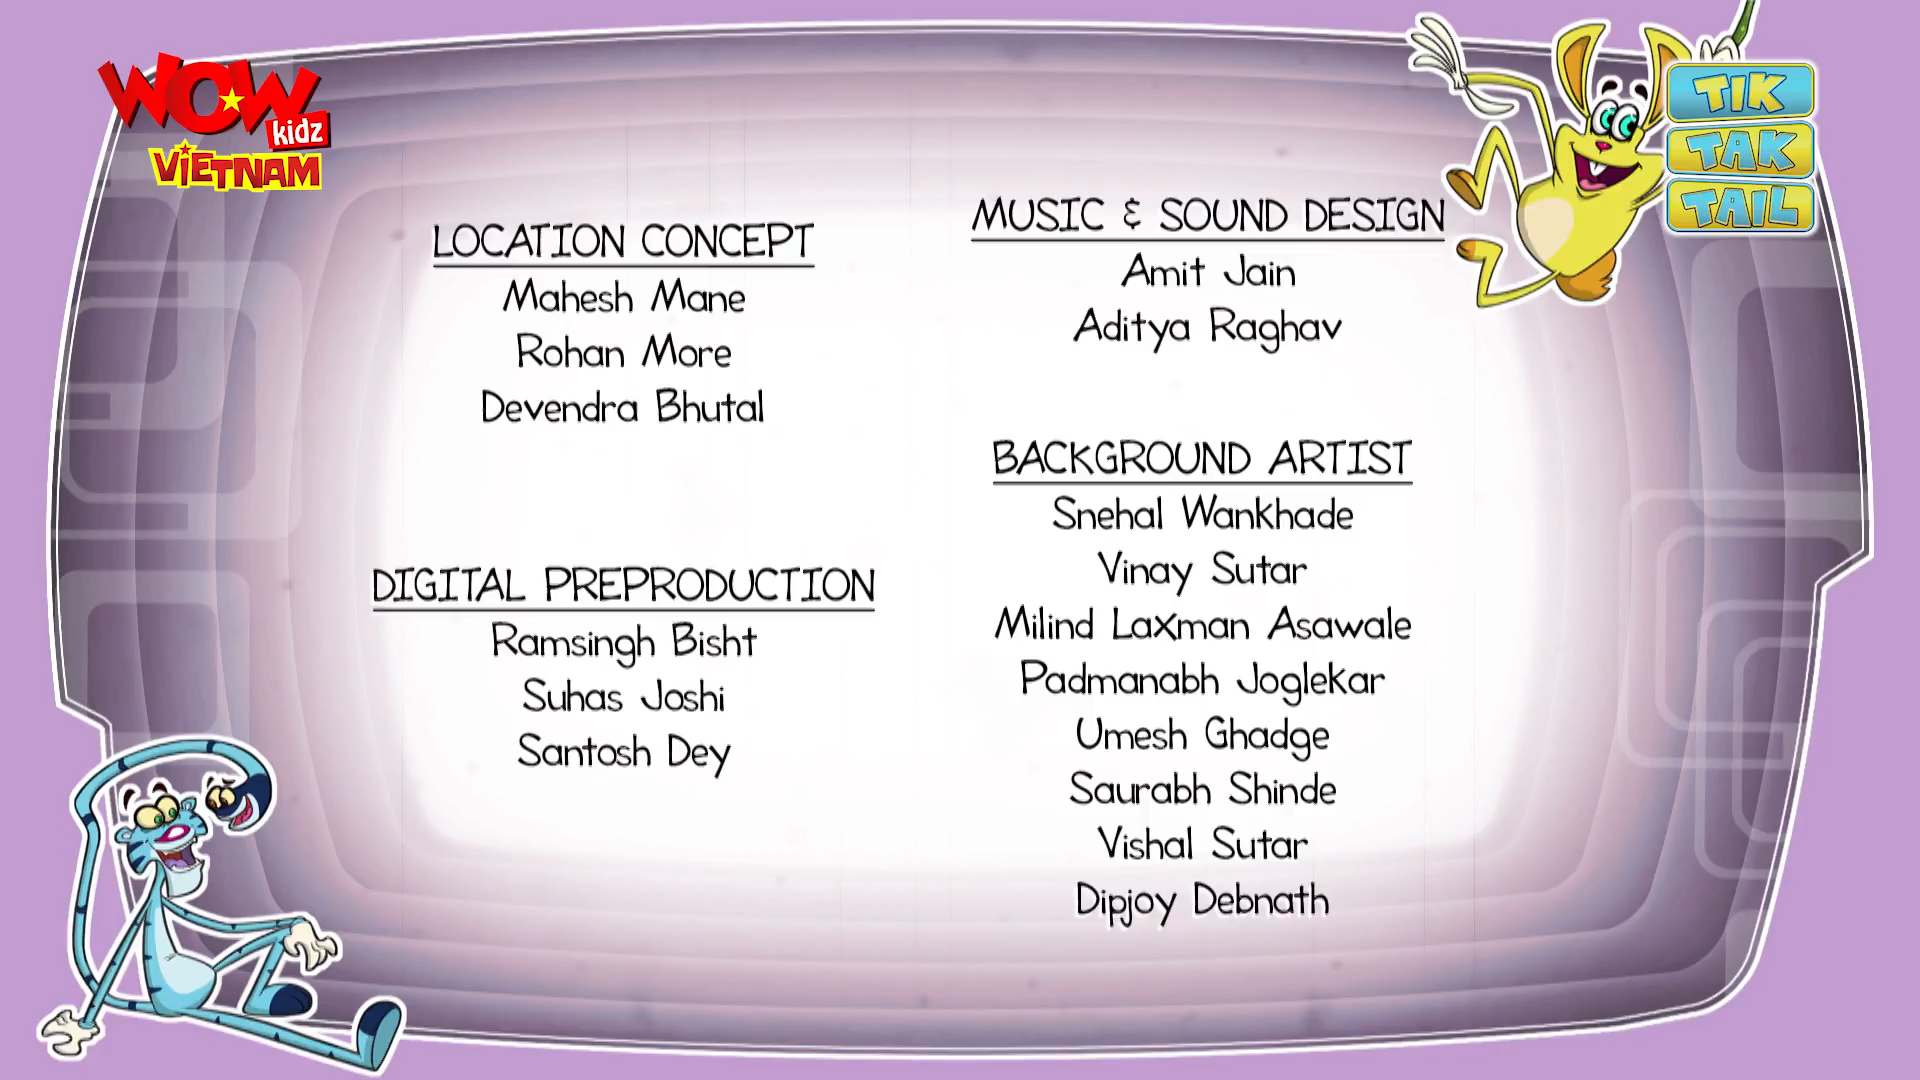 WOW
kidz
VIETNAM
TIK
TAK
TAIL
LOCATION CONCEPT
Mahesh Mane
Rohan More
Devendra Bhutal
DIGITAL PREPRODUCTION
Ramsingh Bisht
Suhas Joshi
Santosh Dey
MUSIC & SOUND DESIGN
Amit Jain
Aditya Raghav
BACKGROUND ARTIST
Snehal Wankhade
Vinay Sutar
Milind Laxman Asawale
Padmanabh Joglekar
Umesh Ghadge
Saurabh Shinde
Vishal Sutar
Dipjoy Debnath